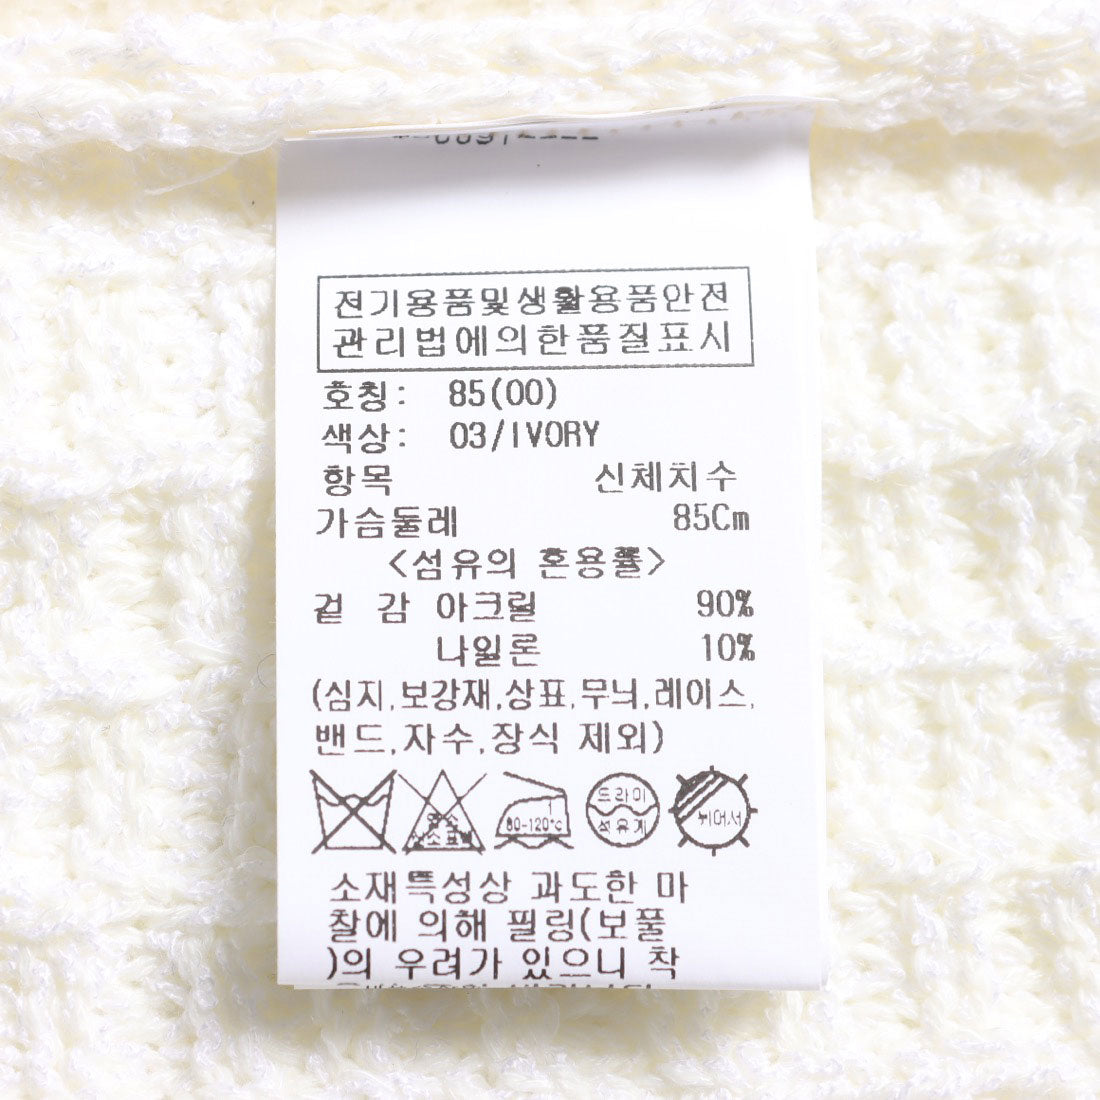 전기용품및생활용품안전
관리법에의한품질표시
호칭: 85(00)
색상: 03/IVORY
항목 신체치수
가슴둘레 85Cm
<섬유의 혼용률>
겉 감 아크릴 90%
나일론 10%
(심지,보강재,상표,무늬,레이스,
밴드,자수,장식 제외)
1
80-120°c
드라이
석유계
뉘어서
소재특성상 과도한 마
찰에 의해 필링(보풀
)의 우려가 있으니 착